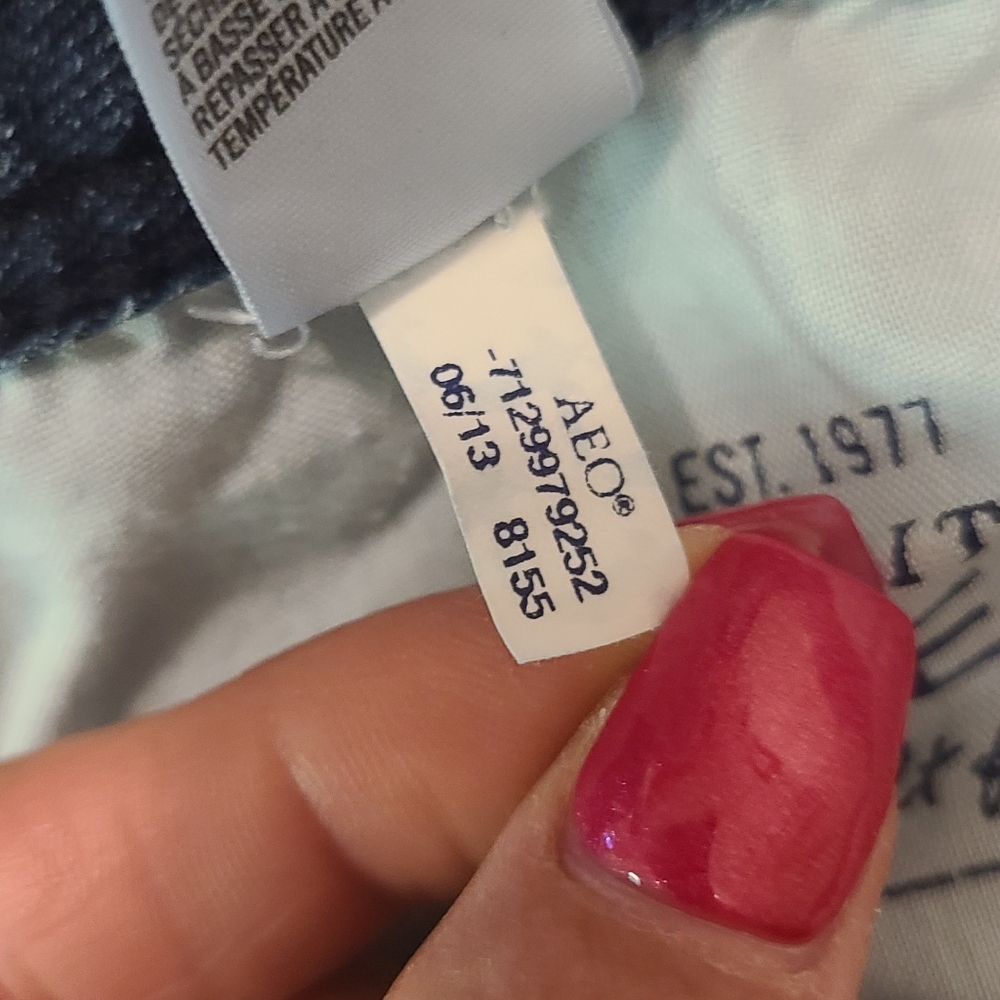 SÉCHE
À BASSE
REPASSER À
TEMPÉRATURE
AEO®
-7129979252
06/13 8155
EST. 1977